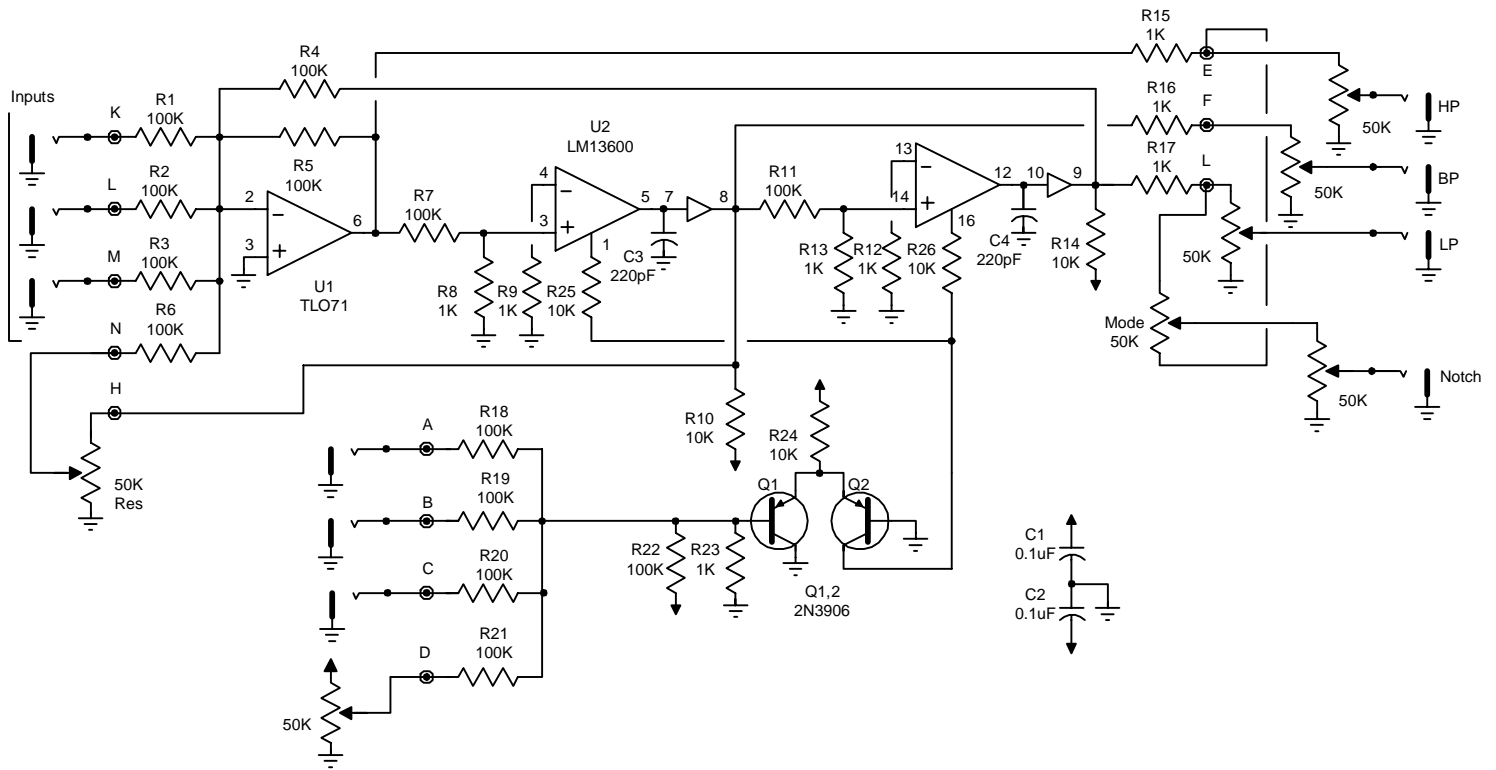 R15
1K
R4
100K
E
Inputs
R16
1K
F
HP
K
R1
100K
U2
LM13600
50K
R17
1K
L
R5
100K
13
12
10
9
BP
L
R2
100K
4
5
7
8
R11
100K
14
50K
2
6
R7
100K
3
16
LP
M
R3
100K
3
1
C3
220pF
R13
1K
R12
1K
R26
10K
C4
220pF
R14
10K
50K
U1
TLO71
R8
1K
R9
1K
R25
10K
N
R6
100K
Mode
50K
Notch
H
50K
A
R18
100K
R10
10K
R24
10K
50K
Res
B
R19
100K
Q1
Q2
C
R20
100K
R22
100K
R23
1K
C1
0.1uF
Q1,2
2N3906
C2
0.1uF
D
R21
100K
50K